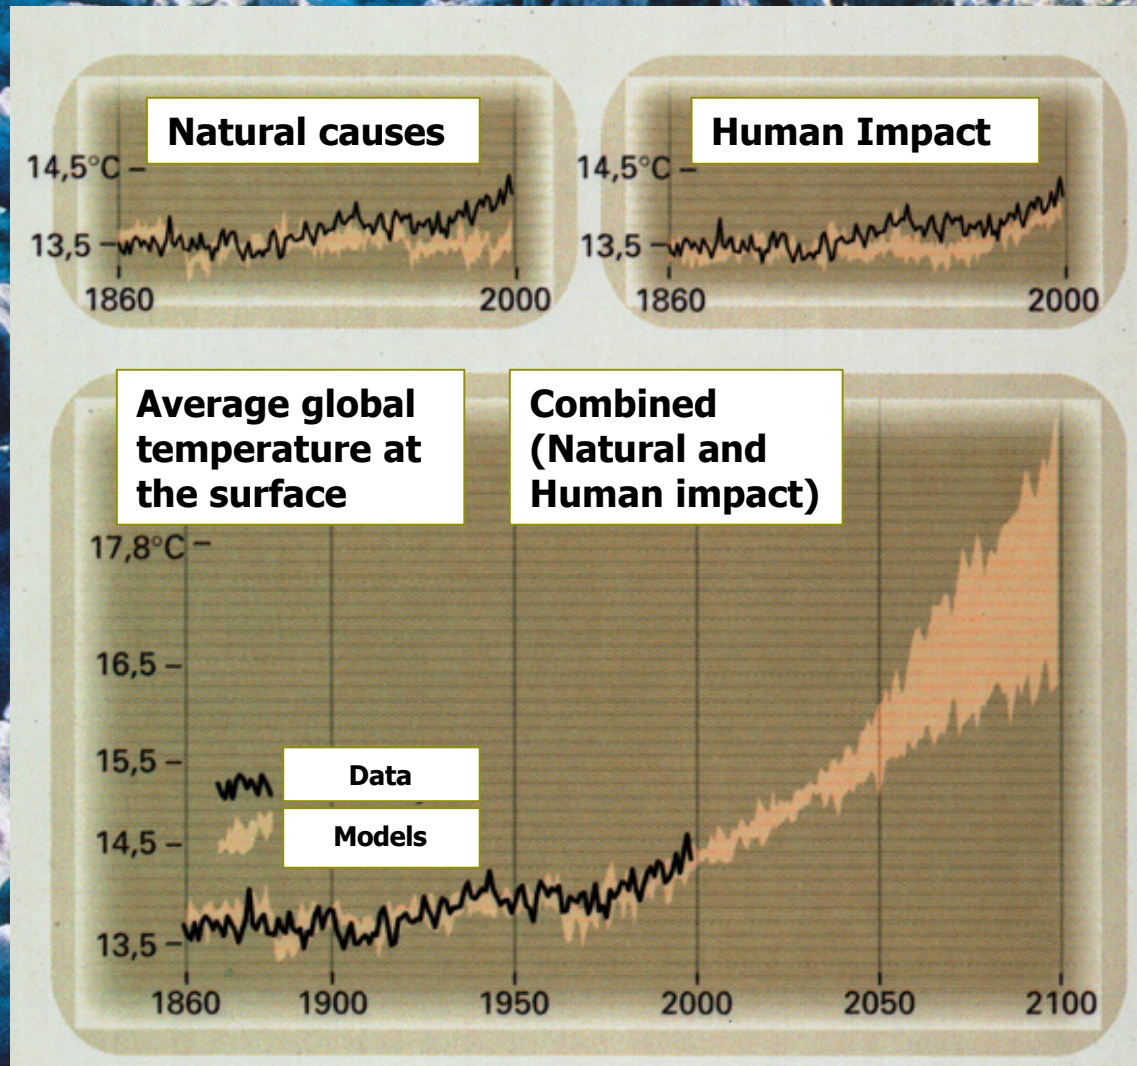 Natural causes
14,5°C
13,5
1860
2000
Human Impact
14,5°C
13,5
1860
2000
Average global
temperature at
the surface
Combined
(Natural and
Human impact)
17,8°C
16,5
15,5
14,5
13,5
Data
Models
1860
1900
1950
2000
2050
2100